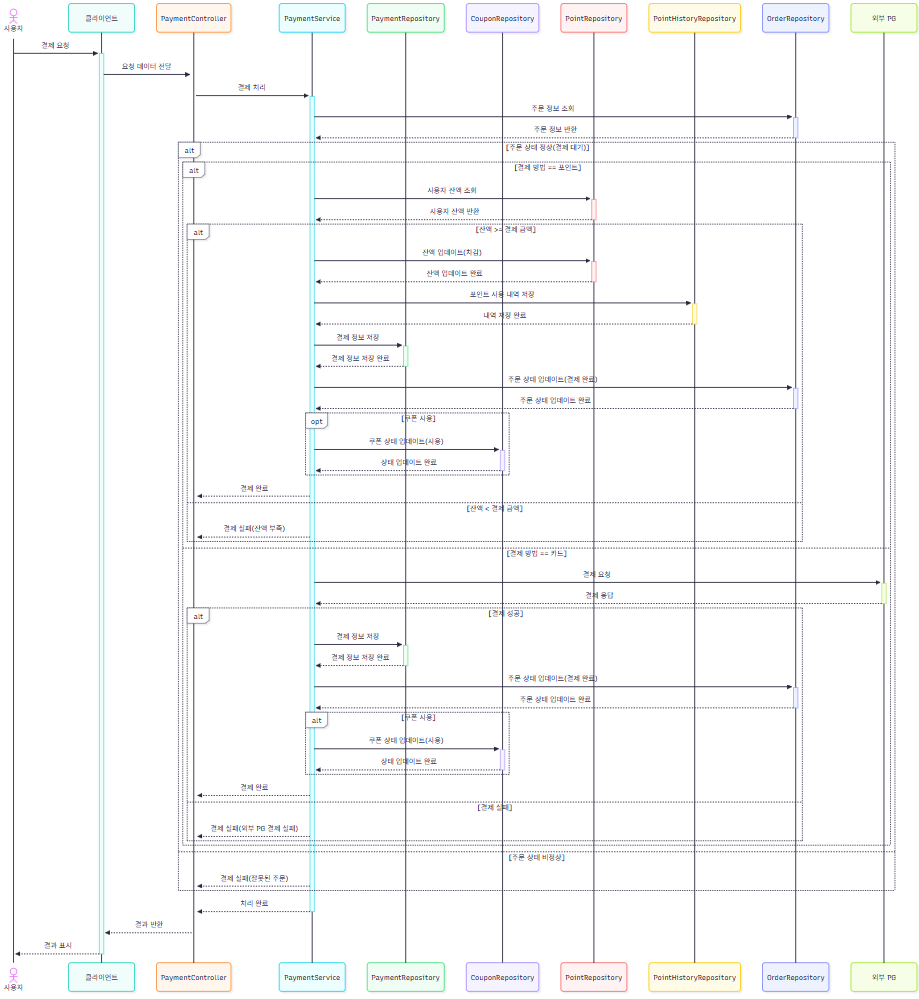 사용자
클라이언트
PaymentController
PaymentService
PaymentRepository
CouponRepository
PointRepository
PointHistoryRepository
OrderRepository
외부 PG
결제 요청
요청 데이터 전달
결제 처리
주문 정보 조회
주문 정보 반환
alt
[주문 상태 정상(결제 대기)]
alt
[결제 방법 == 포인트]
사용자 잔액 조회
사용자 잔액 반환
alt
[잔액 >= 결제 금액]
잔액 업데이트(차감)
잔액 업데이트 완료
포인트 사용 내역 저장
내역 저장 완료
결제 정보 저장
결제 정보 저장 완료
주문 상태 업데이트(결제 완료)
주문 상태 업데이트 완료
opt
[쿠폰 사용]
쿠폰 상태 업데이트(사용)
상태 업데이트 완료
결제 완료
[잔액 < 결제 금액]
결제 실패(잔액 부족)
[결제 방법 == 카드]
결제 요청
결제 응답
alt
[결제 성공]
결제 정보 저장
결제 정보 저장 완료
주문 상태 업데이트(결제 완료)
주문 상태 업데이트 완료
alt
[쿠폰 사용]
쿠폰 상태 업데이트(사용)
상태 업데이트 완료
결제 완료
[결제 실패]
결제 실패(외부 PG 결제 실패)
[주문 상태 비정상]
결제 실패(잘못된 주문)
처리 완료
결과 반환
결과 표시
사용자
클라이언트
PaymentController
PaymentService
PaymentRepository
CouponRepository
PointRepository
PointHistoryRepository
OrderRepository
외부 PG